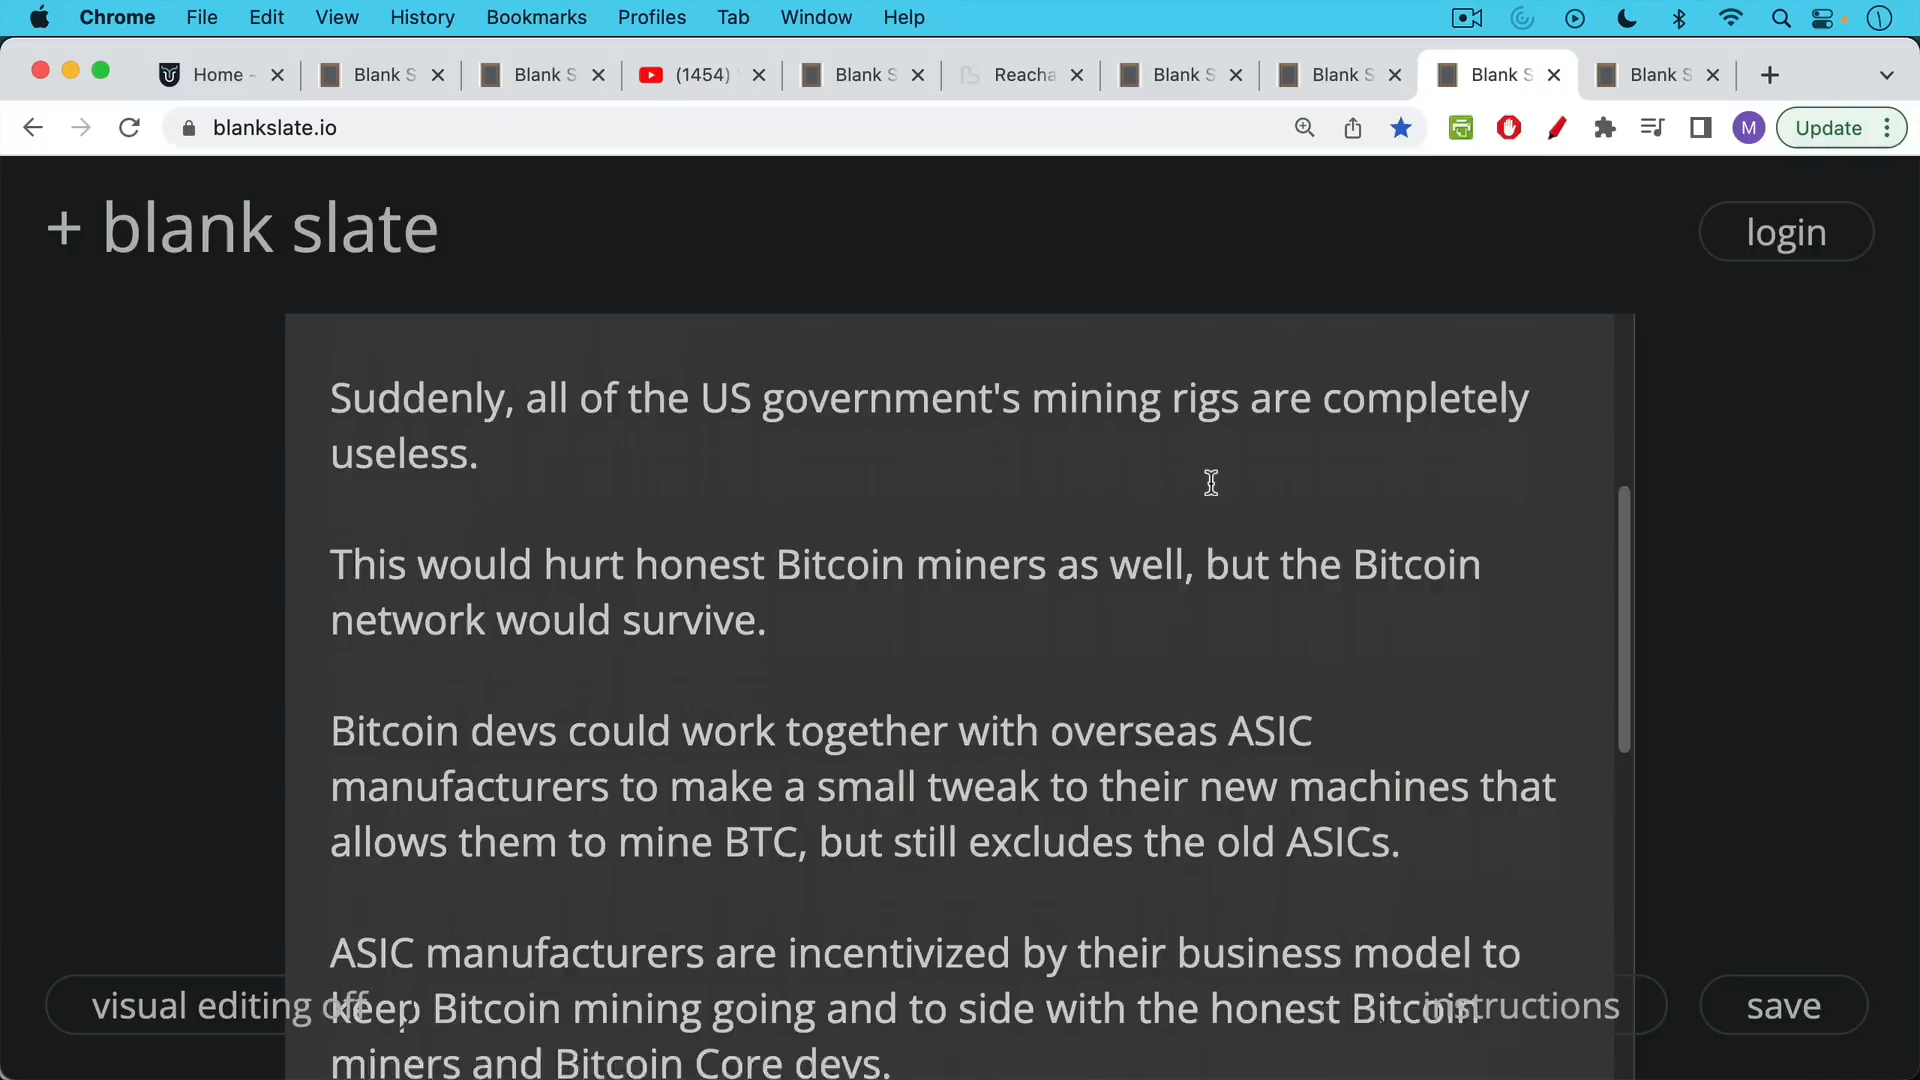 Chrome File Edit View History Bookmarks Profiles Tab Window Help
Home - Blank S Blank S (1454) Blank S Reacha Blank S Blank S Blank S Blank S
blankslate.io M Update
+ blank slate
login
Suddenly, all of the US government's mining rigs are completely
useless.
This would hurt honest Bitcoin miners as well, but the Bitcoin
network would survive.
Bitcoin devs could work together with overseas ASIC
manufacturers to make a small tweak to their new machines that
allows them to mine BTC, but still excludes the old ASICs.
ASIC manufacturers are incentivized by their business model to
keep Bitcoin mining going and to side with the honest Bitcoin
miners and Bitcoin Core devs.
visual editing off
instructions
save